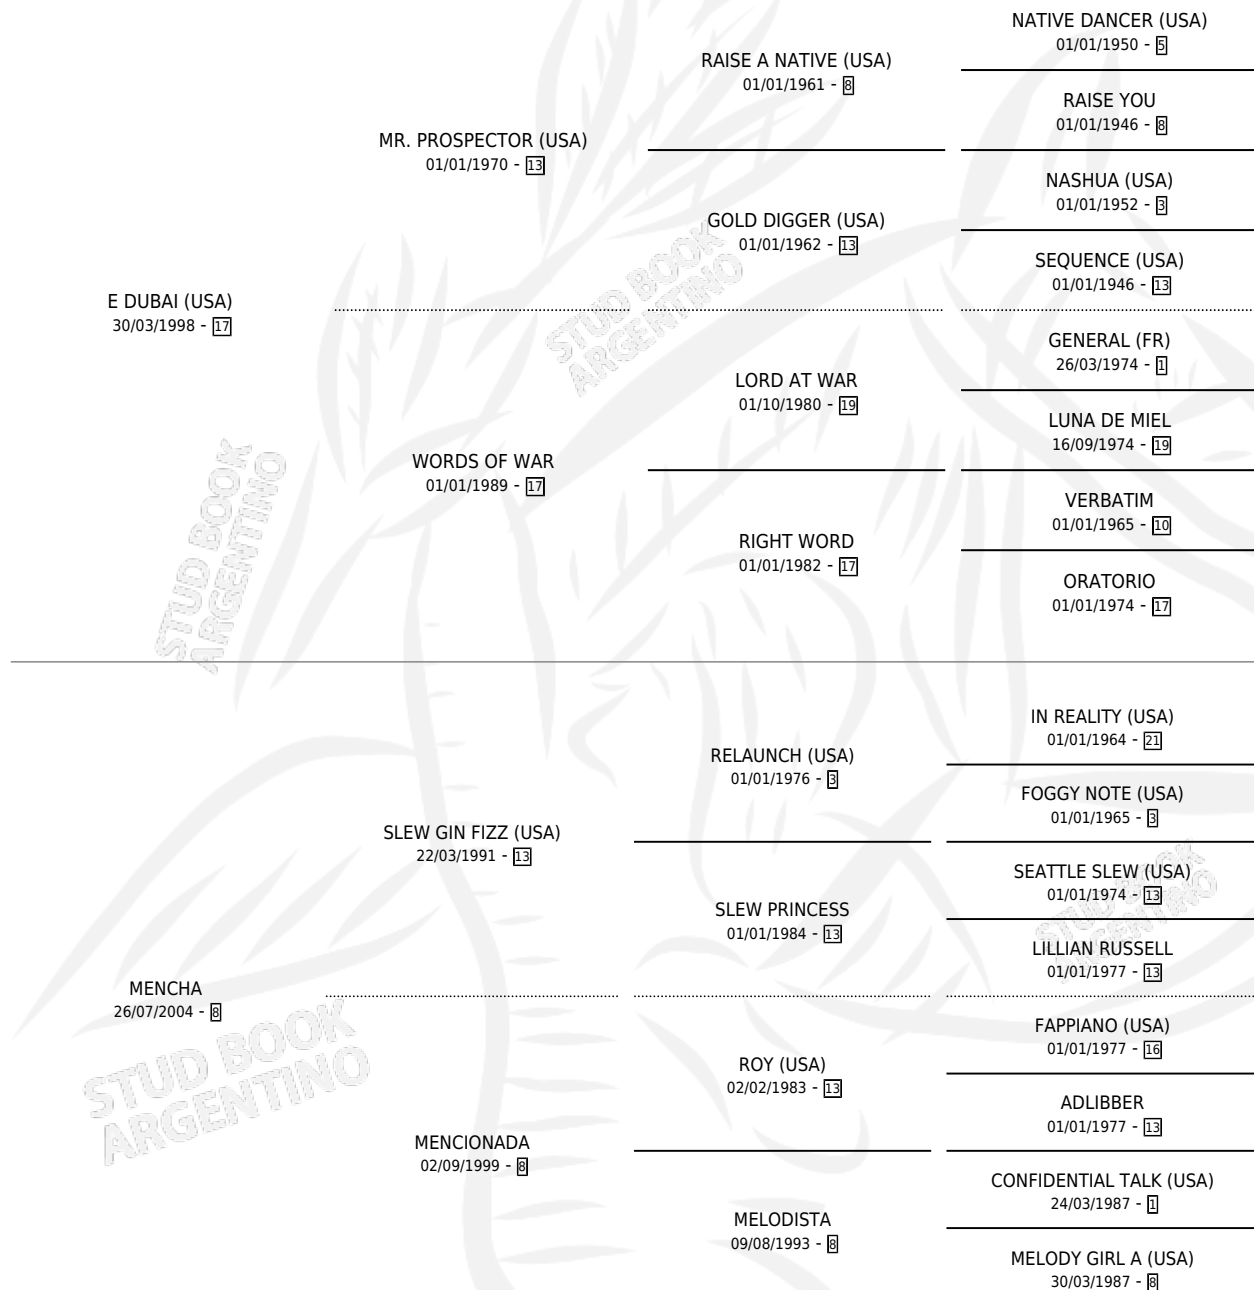 NATIVE DANCER (USA)
01/01/1950 - 5
RAISE A NATIVE (USA)
01/01/1961 - 8
RAISE YOU
01/01/1946 - 8
MR. PROSPECTOR (USA)
01/01/1970 - 13
NASHUA (USA)
01/01/1952 - 3
GOLD DIGGER (USA)
01/01/1962 - 13
SEQUENCE (USA)
01/01/1946 - 13
E DUBAI (USA)
30/03/1998 - 17
GENERAL (FR)
26/03/1974 - 1
LORD AT WAR
01/10/1980 - 19
LUNA DE MIEL
16/09/1974 - 19
WORDS OF WAR
01/01/1989 - 17
VERBATIM
01/01/1965 - 10
RIGHT WORD
01/01/1982 - 17
ORATORIO
01/01/1974 - 17
IN REALITY (USA)
01/01/1964 - 21
RELAUNCH (USA)
01/01/1976 - 3
FOGGY NOTE (USA)
01/01/1965 - 3
SLEW GIN FIZZ (USA)
22/03/1991 - 13
SEATTLE SLEW (USA)
01/01/1974 - 13
SLEW PRINCESS
01/01/1984 - 13
LILLIAN RUSSELL
01/01/1977 - 13
MENCHA
26/07/2004 - 8
FAPPIANO (USA)
01/01/1977 - 16
ROY (USA)
02/02/1983 - 13
ADLIBBER
01/01/1977 - 13
MENCIONADA
02/09/1999 - 8
CONFIDENTIAL TALK (USA)
24/03/1987 - 1
MELODISTA
09/08/1993 - 8
MELODY GIRL A (USA)
30/03/1987 - 8
STUD BOOK
ARGENTINO
STUD BOOK
ARGENTINO
STUD BOOK
ARGENTINO
STUD BOOK
ARGENTINO